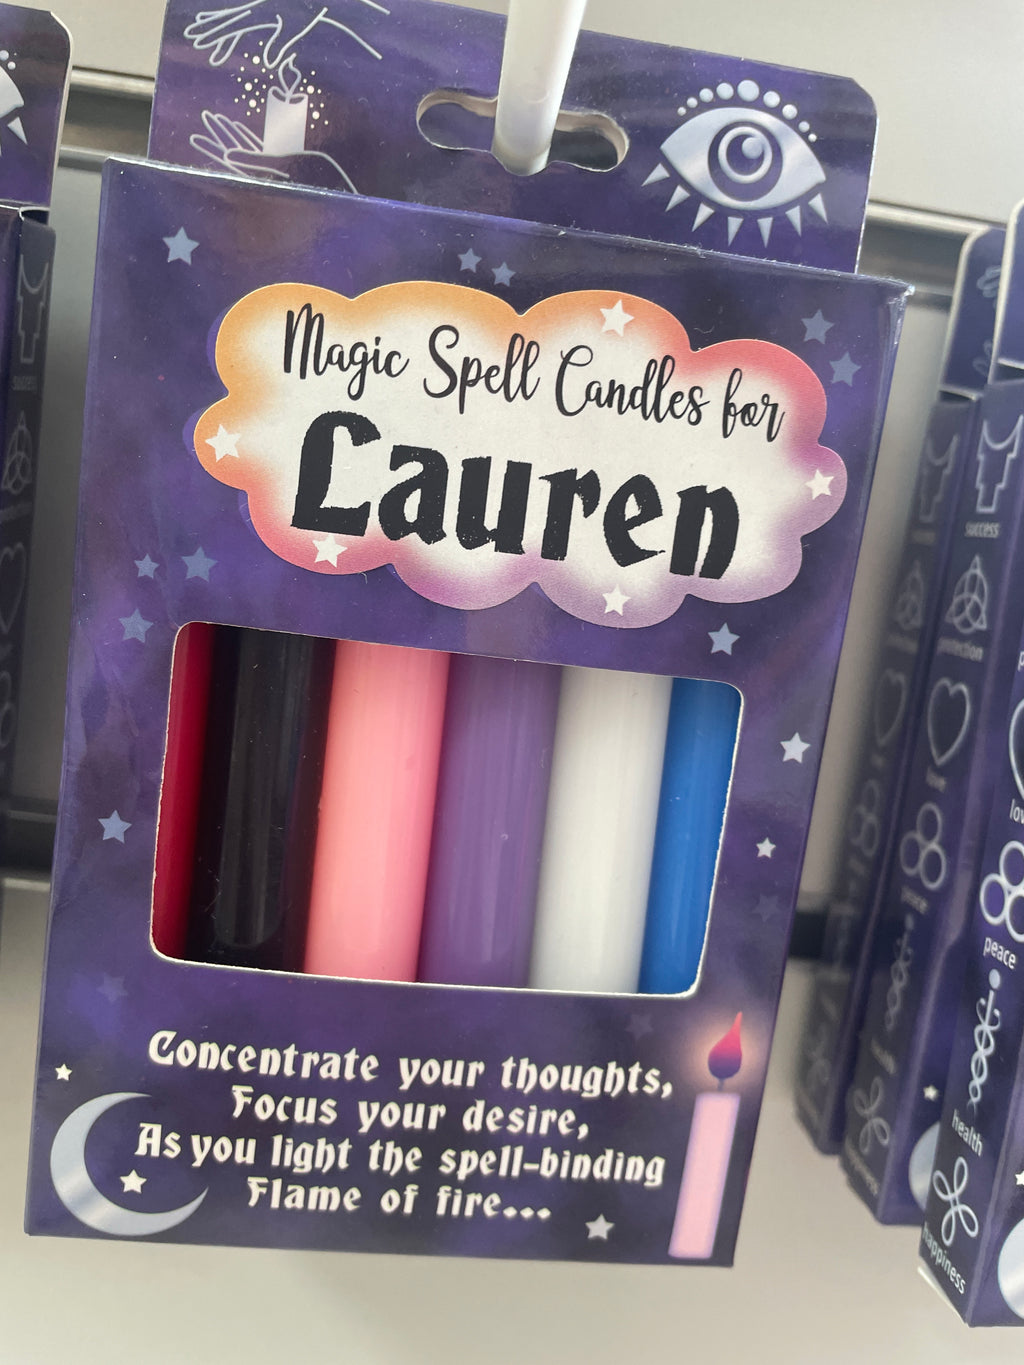 Magic Spell Candles for
Lauren
Concentrate your thoughts,
Focus your desire,
As you light the spell-binding
Flame of fire...
success
protection
love
peace
health
happiness
success
peace
health
happiness